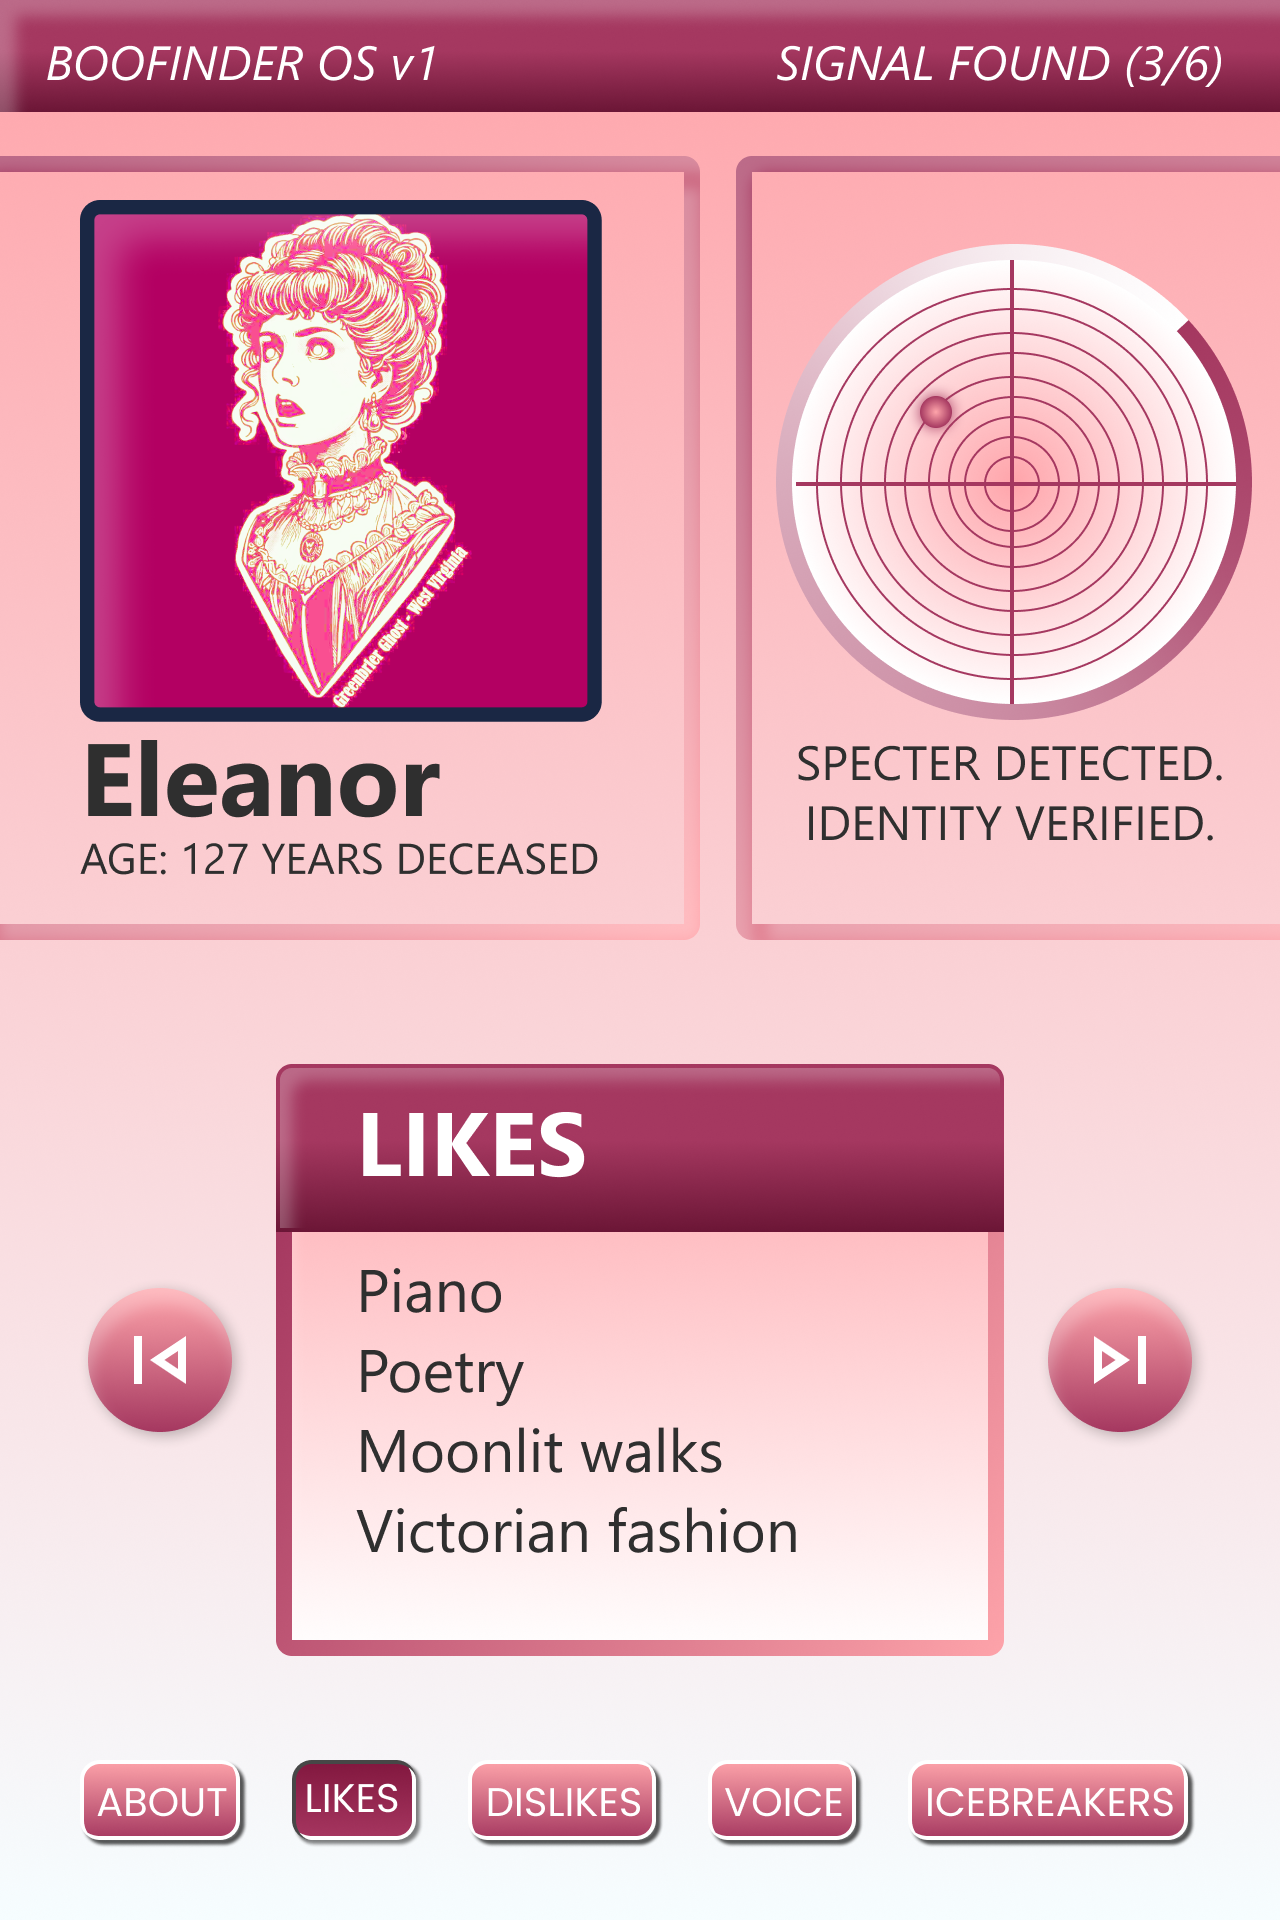 BOOFINDER OS v1
SIGNAL FOUND (3/6)
Greenbrier Ghost - West Virginia
Eleanor
AGE: 127 YEARS DECEASED
SPECTER DETECTED.
IDENTITY VERIFIED.
LIKES
Piano
Poetry
Moonlit walks
Victorian fashion
ABOUT
LIKES
DISLIKES
VOICE
ICEBREAKERS